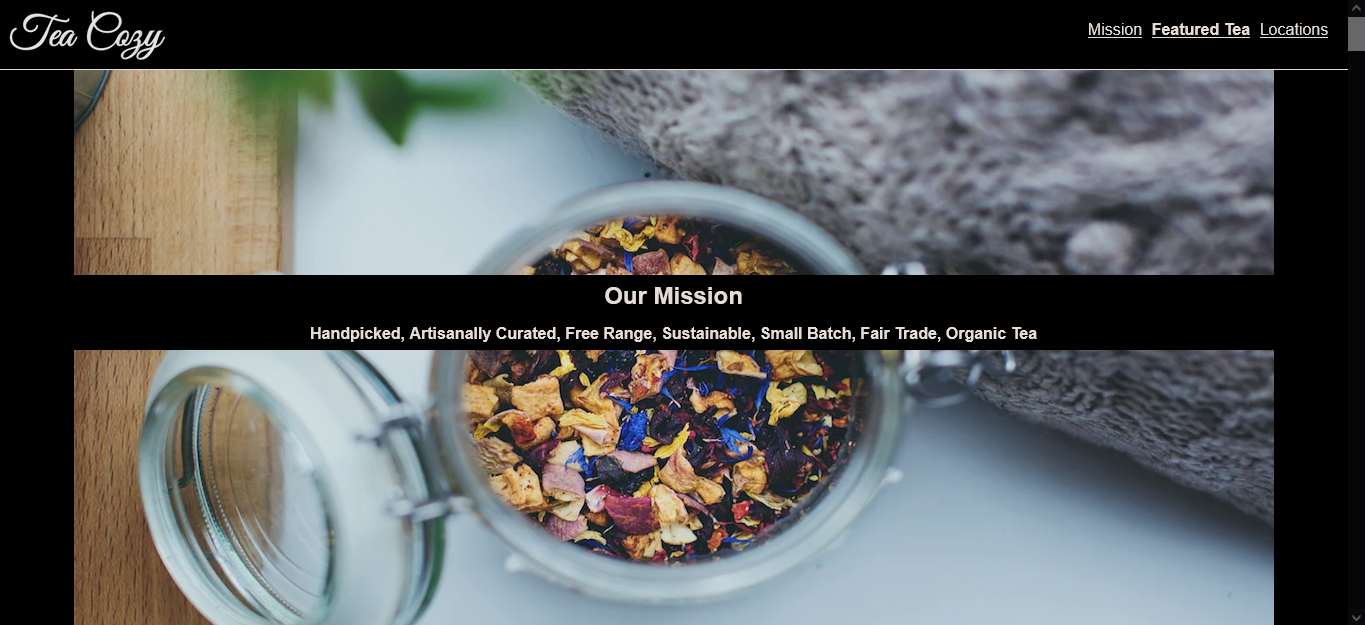 Tea Cozy
Mission Featured Tea Locations
Our Mission
Handpicked, Artisanally Curated, Free Range, Sustainable, Small Batch, Fair Trade, Organic Tea